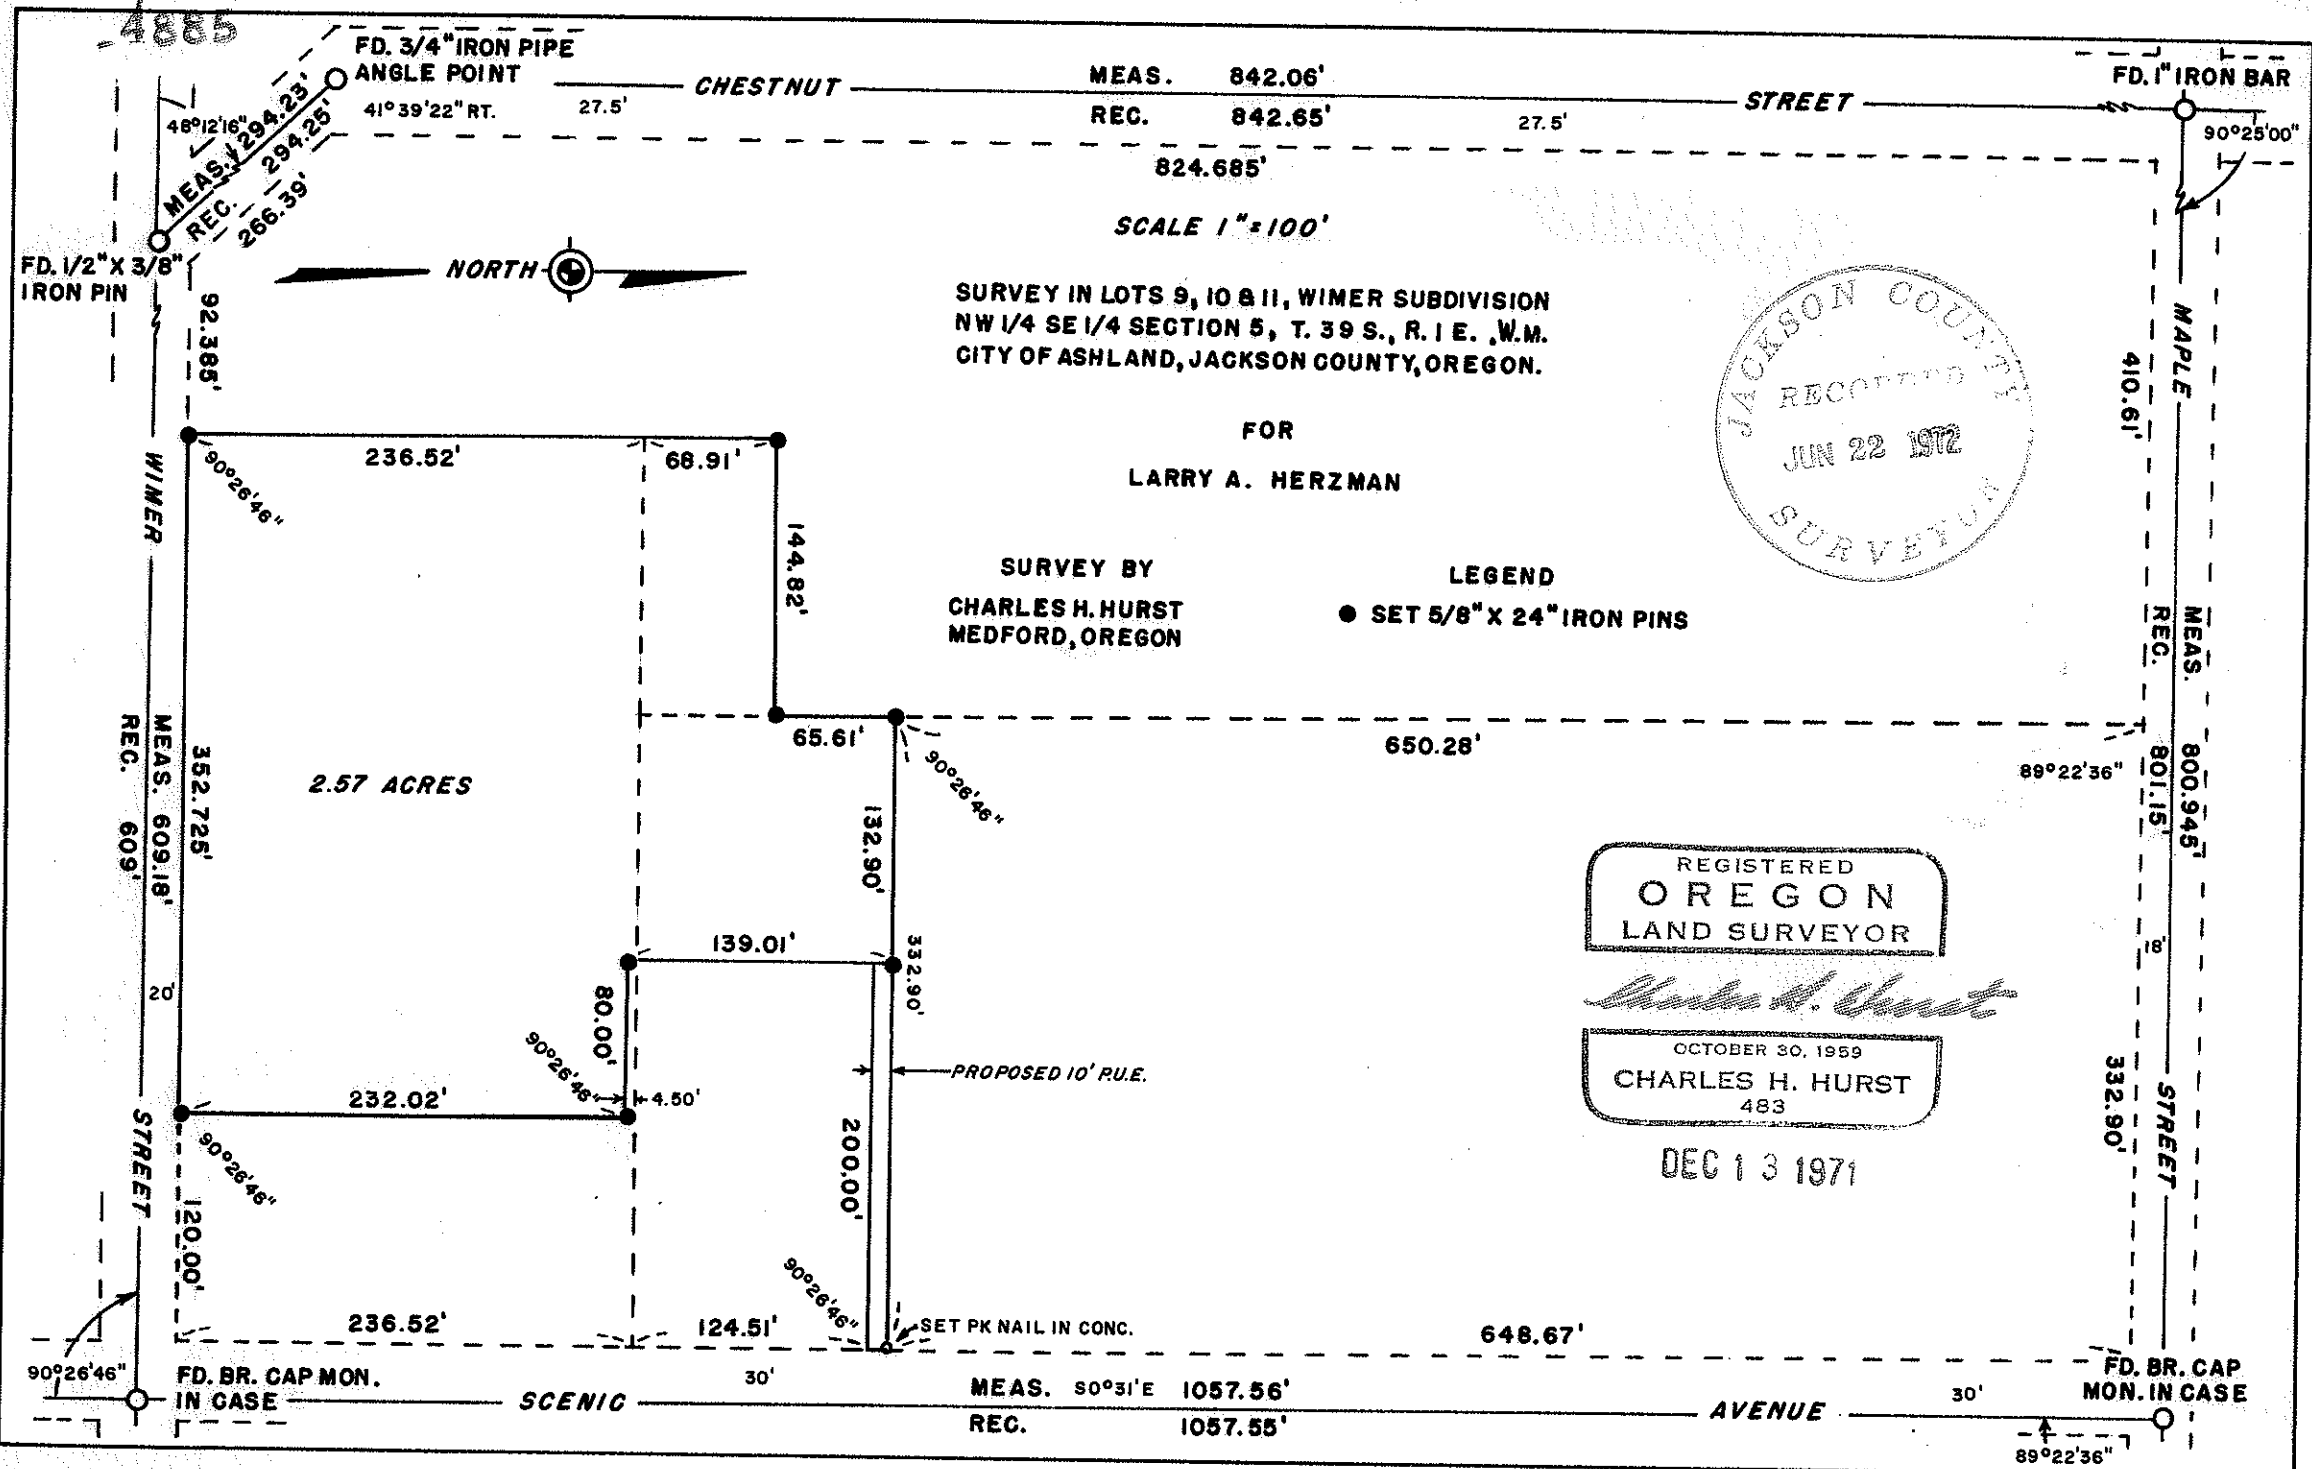 4885
FD. 3/4" IRON PIPE
ANGLE POINT
41°39'22" RT.
27.5'
CHESTNUT
MEAS. 842.06'
REC. 842.65'
STREET
27.5'
FD. 1" IRON BAR
90°25'00"
824.685'
48°12'16"
MEAS. 294.23'
REC. 294.25'
266.39'
FD. 1/2" X 3/8"
IRON PIN
92.385'
NORTH
SCALE 1"=100'
SURVEY IN LOTS 9, 10 & 11, WIMER SUBDIVISION
NW 1/4 SE 1/4 SECTION 5, T. 39 S., R. 1 E. ,W.M.
CITY OF ASHLAND, JACKSON COUNTY, OREGON.
FOR
LARRY A. HERZMAN
SURVEY BY
CHARLES H. HURST
MEDFORD, OREGON
LEGEND
SET 5/8" X 24" IRON PINS
JACKSON COUNTY
RECORDED
JUN 22 1972
SURVEYOR
MAPLE
410.61'
MEAS. 800.945'
REC. 801.15'
18'
332.90'
STREET
WIMER
236.52'
68.91'
90°26'46"
144.82'
65.61'
650.28'
89°22'36"
90°26'46"
2.57 ACRES
352.725'
MEAS. 609.18'
REC. 609'
20'
132.90'
332.90'
139.01'
80.00'
90°26'46"
4.50'
232.02'
PROPOSED 10' P.U.E.
200.00'
90°26'46"
120.00'
STREET
90°26'46"
236.52'
124.51'
SET PK NAIL IN CONC.
648.67'
REGISTERED
OREGON
LAND SURVEYOR
Charles H. Hurst
OCTOBER 30, 1959
CHARLES H. HURST
483
DEC 13 1971
90°26'46"
FD. BR. CAP MON.
IN CASE
SCENIC
30'
MEAS. S0°31'E 1057.56'
REC. 1057.55'
AVENUE
30'
FD. BR. CAP
MON. IN CASE
89°22'36"